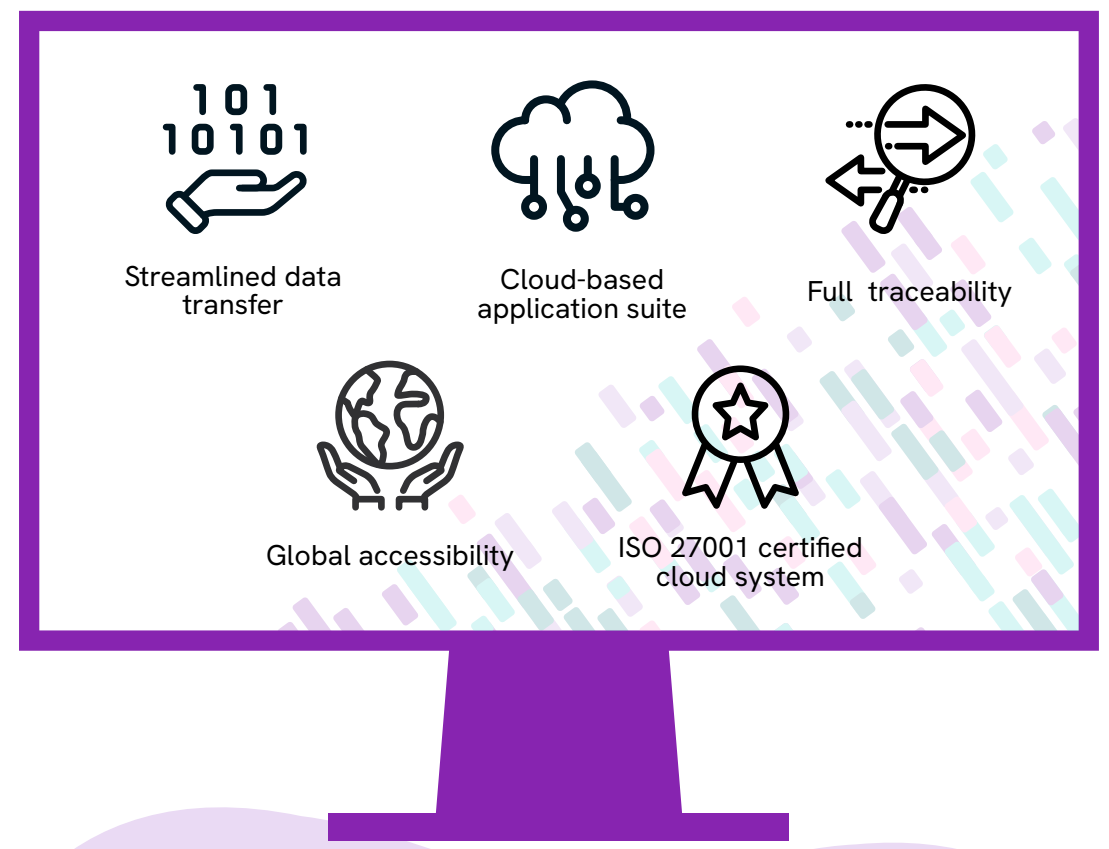 101
10101
Streamlined data
transfer
Cloud-based
application suite
Full  traceability
Global accessibility
ISO 27001 certified
cloud system